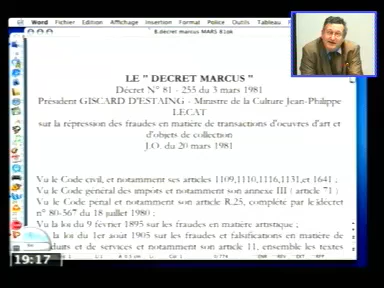 Word Fichier Edition Affichage Insertion Format Police Outils Tableau
8.decret marcus MARS 81ok
LE " DECRET MARCUS "
Décret N° 81 - 255 du 3 mars 1981
Président GISCARD D'ESTAING - Ministre de la Culture Jean-Philippe
LECAT
sur la répression des fraudes en matière de transactions d'oeuvres d'art et
d'objets de collection
J.O. du 20 mars 1981
Vu le Code civil, et notamment ses articles 1109,1110,1116,1131,et 1641 ;
Vu le Code général des impôts et notamment son annexe III ( article 71 )
Vu le Code penal et notamment son article R.25, complété par le décret
n° 80-567 du 18 juillet 1980 ;
Vu la loi du 9 février 1895 sur les fraudes en matière artistique ;
la loi du 1er août 1905 sur les fraudes et falsifications en matière de
duits et de services et notamment son article 11, ensemble les textes
19:17